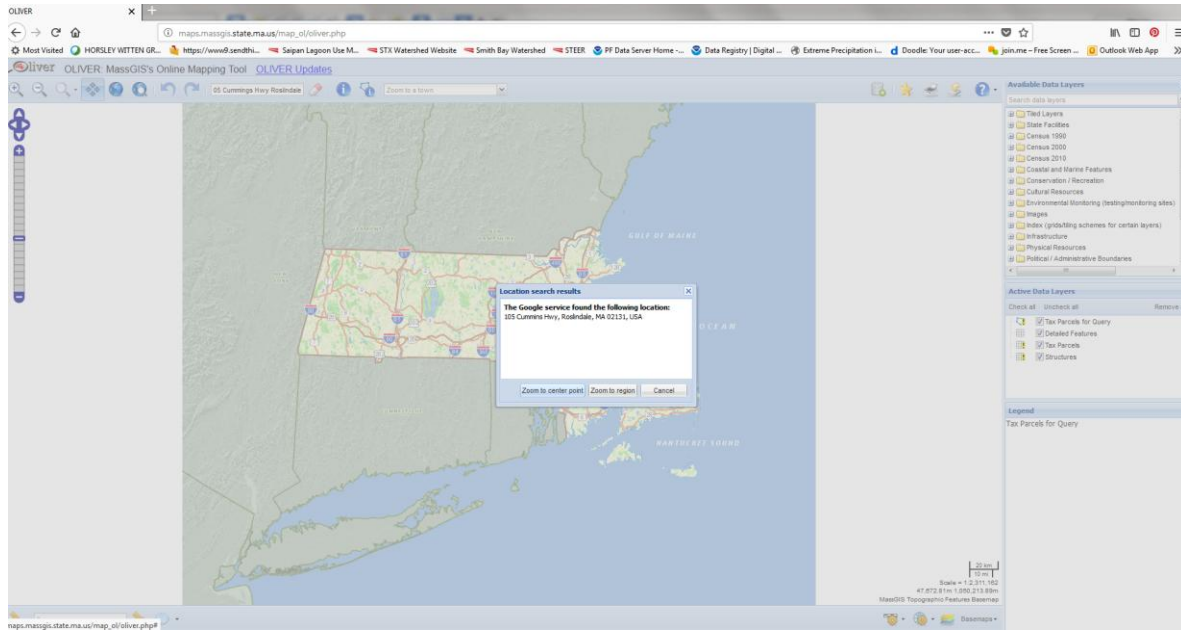 OLIVER
maps.massgis.state.ma.us/map_ol/oliver.php
Most Visited HORSLEY WITTEN GR... https://www9.sendthi... Saipan Lagoon Use M... STX Watershed Website Smith Bay Watershed STEER PF Data Server Home -... Data Registry | Digital ... Extreme Precipitation i... Doodle: Your user-acc... join.me – Free Screen ... Outlook Web App
Oliver OLIVER: MassGIS's Online Mapping Tool OLIVER Updates
05 Cummings Hwy Roslindale Zoom to a town
Available Data Layers
Search data layers
Tiled Layers
State Facilities
Census 1990
Census 2000
Census 2010
Coastal and Marine Features
Conservation / Recreation
Cultural Resources
Environmental Monitoring (testing/monitoring sites)
Images
Index (grids/tiling schemes for certain layers)
Infrastructure
Physical Resources
Political / Administrative Boundaries
Active Data Layers
Check all Uncheck all Remove
Tax Parcels for Query
Detailed Features
Tax Parcels
Structures
Legend
Tax Parcels for Query
GULF OF MAINE
OCEAN
NANTUCKET SOUND
Location search results
The Google service found the following location:
105 Cummins Hwy, Roslindale, MA 02131, USA
Zoom to center point Zoom to region Cancel
20 km
10 mi
Scale = 1:2,311,162
MassGIS Topographic Features Basemap
Basemaps
maps.massgis.state.ma.us/map_ol/oliver.php#